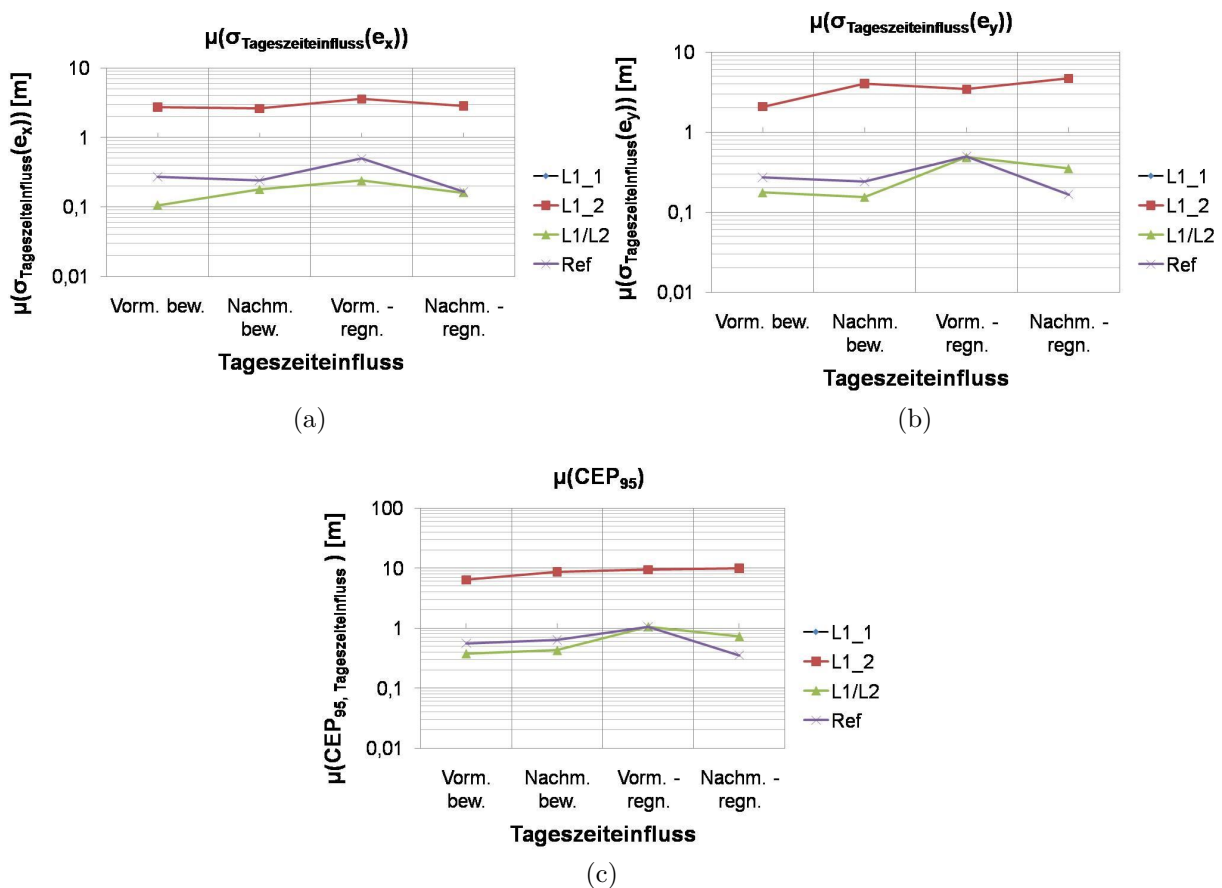 μ(σTageszeiteinfluss(ex))
μ(σTageszeiteinfluss(ex)) [m]
10
1
0,1
0,01
Vorm. bew.
Nachm. bew.
Vorm. - regn.
Nachm. - regn.
Tageszeiteinfluss
L1_1
L1_2
L1/L2
Ref
(a)
μ(σTageszeiteinfluss(ey))
μ(σTageszeiteinfluss(ey)) [m]
10
1
0,1
0,01
Vorm. bew.
Nachm. bew.
Vorm. - regn.
Nachm. - regn.
Tageszeiteinfluss
L1_1
L1_2
L1/L2
Ref
(b)
μ(CEP95)
μ(CEP95, Tageszeiteinfluss ) [m]
100
10
1
0,1
0,01
Vorm. bew.
Nachm. bew.
Vorm. - regn.
Nachm. - regn.
Tageszeiteinfluss
L1_1
L1_2
L1/L2
Ref
(c)